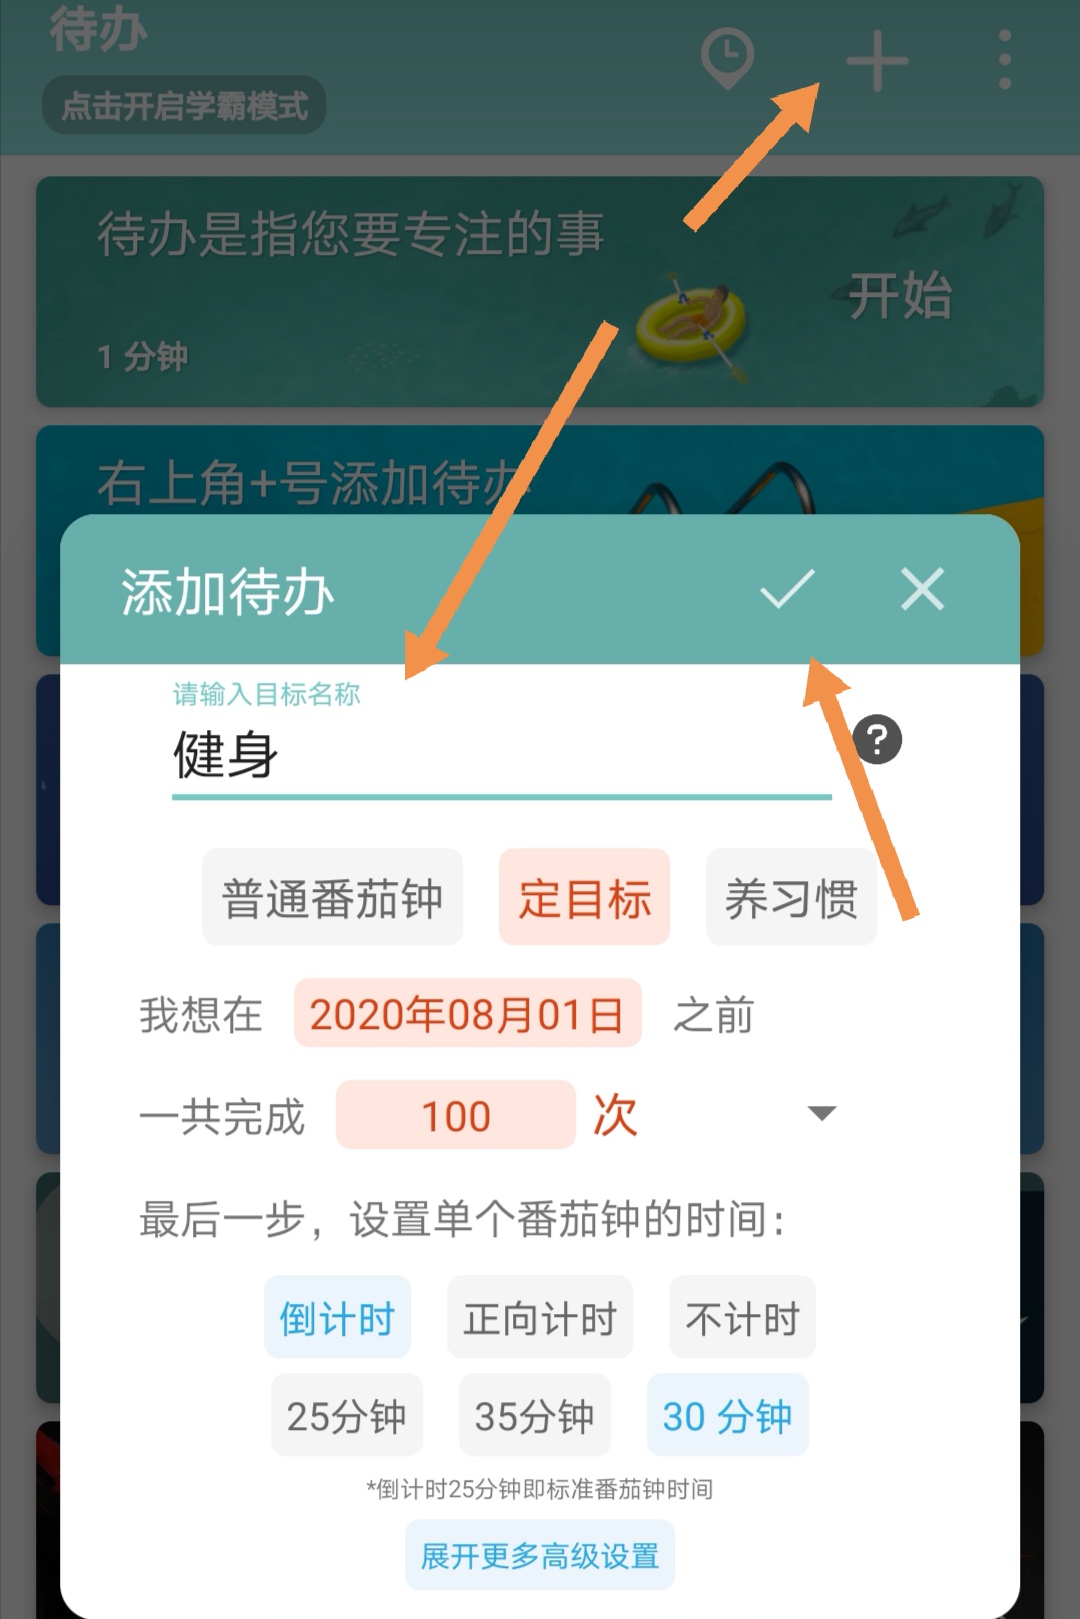 待办
点击开启学霸模式
待办是指您要专注的事
开始
1 分钟
右上角+号添加待办
添加待办
请输入目标名称
健身
?
普通番茄钟 定目标 养习惯
我想在 2020年08月01日 之前
一共完成 100 次
最后一步，设置单个番茄钟的时间：
倒计时 正向计时 不计时
25分钟 35分钟 30 分钟
*倒计时25分钟即标准番茄钟时间
展开更多高级设置